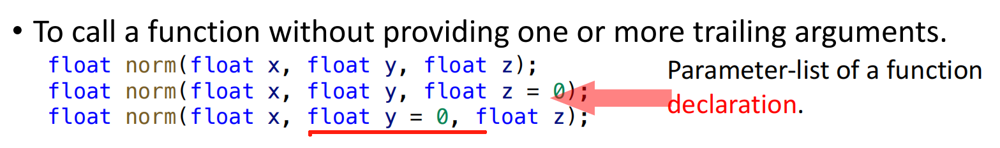 • To call a function without providing one or more trailing arguments.
float norm(float x, float y, float z);
float norm(float x, float y, float z = 0);
float norm(float x, float y = 0, float z);
Parameter-list of a function
declaration.